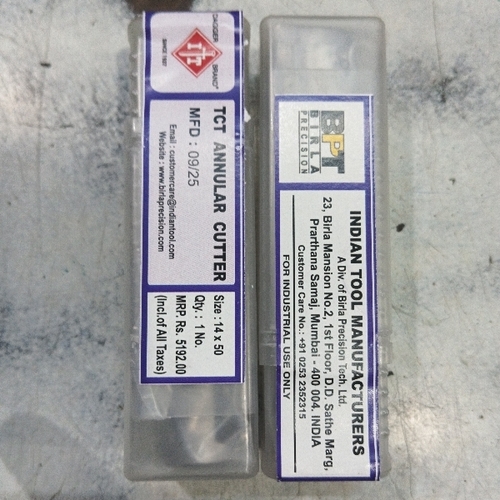 DAGGER
BRAND
ITT
SINCE 1937
TCT ANNULAR CUTTER
MFD : 09/25
Email : customercare@indiantool.com
Website : www.birlaprecision.com
Size : 14 x 50
Qty. : 1 No.
MRP. Rs. 5192.00
(Incl.of All Taxes)
BPT
BIRLA
PRECISION
INDIAN TOOL MANUFACTURERS
A Div. of Birla Precision Tech. Ltd.
23, Birla Mansion No.2, 1st Floor, D.D. Sathe Marg,
Prarthana Samaj, Mumbai - 400 004. INDIA
Customer Care No.: +91 0253 2352315
FOR INDUSTRIAL USE ONLY